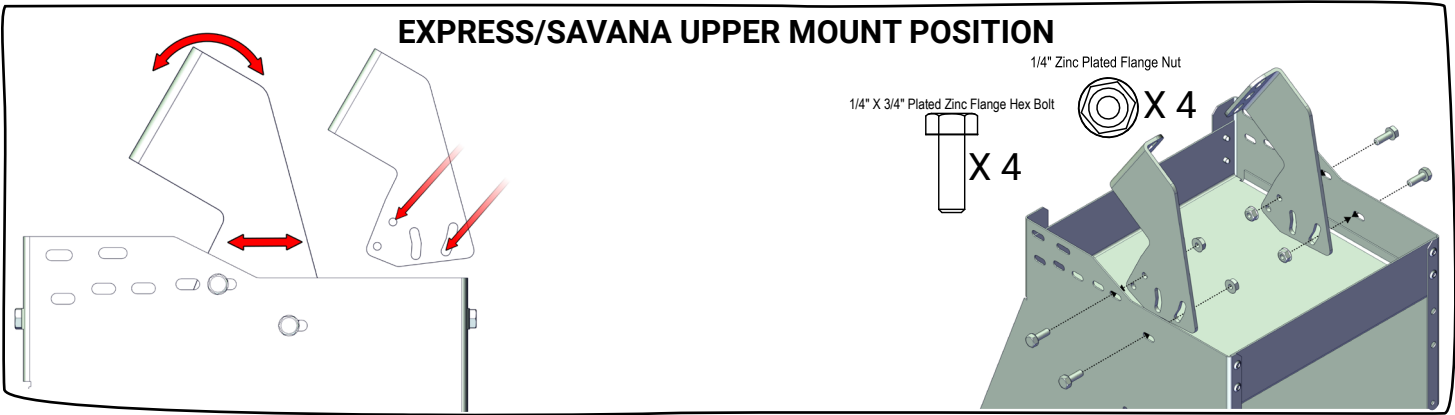 EXPRESS/SAVANA UPPER MOUNT POSITION
1/4" Zinc Plated Flange Nut
X 4
1/4" X 3/4" Plated Zinc Flange Hex Bolt
X 4